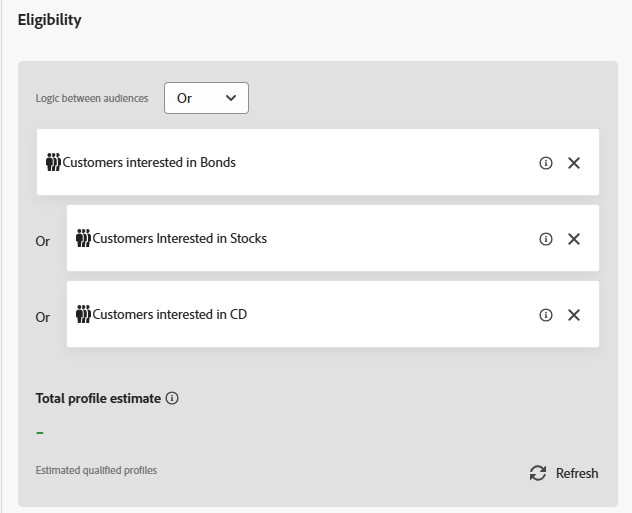 Eligibility
Logic between audiences Or
Customers interested in Bonds
Or Customers Interested in Stocks
Or Customers interested in CD
Total profile estimate
–
Estimated qualified profiles Refresh